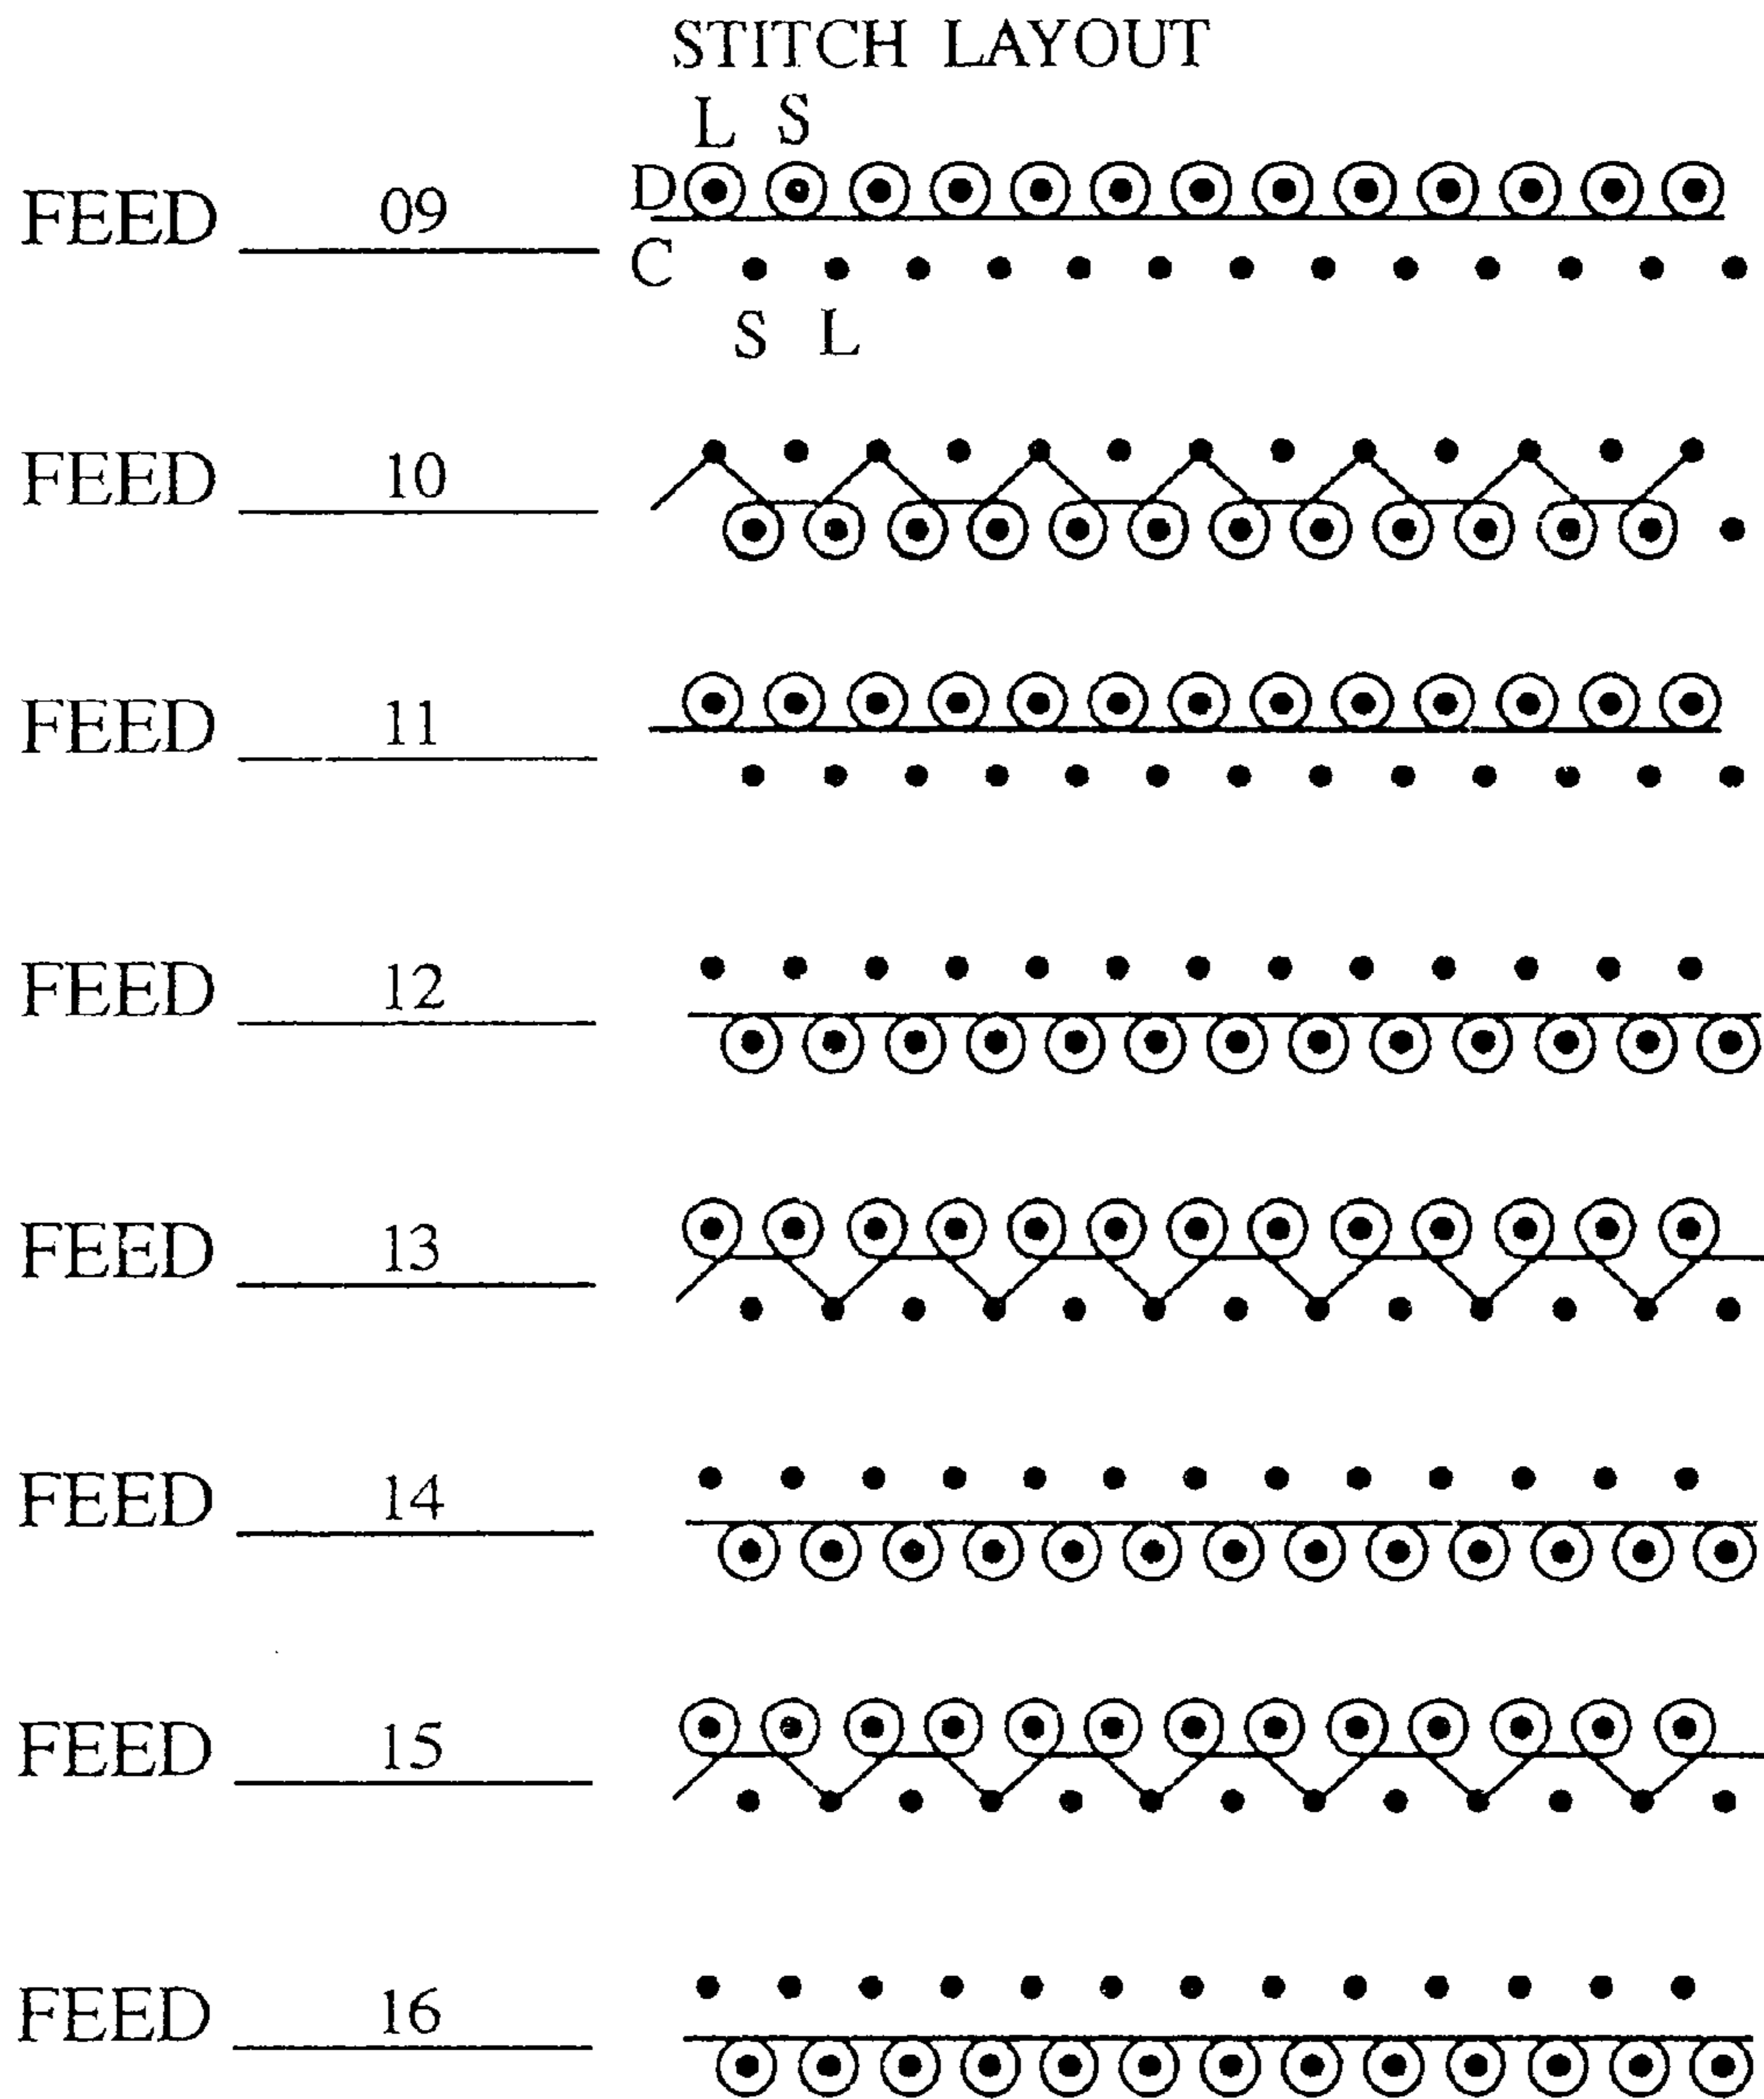 STITCH LAYOUT
L S
D
FEED 09
C
S L
FEED 10
FEED 11
FEED 12
FEED 13
FEED 14
FEED 15
FEED 16